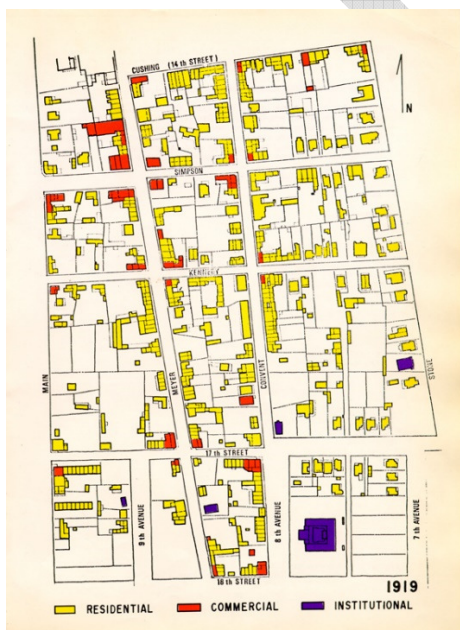 CUSHING (14 th STREET)
N
SIMPSON
KENNEDY
MAIN
MEYER
CONVENT
STONE
17 th STREET
9 th AVENUE
8 th AVENUE
7 th AVENUE
18 th STREET
1919
RESIDENTIAL
COMMERCIAL
INSTITUTIONAL